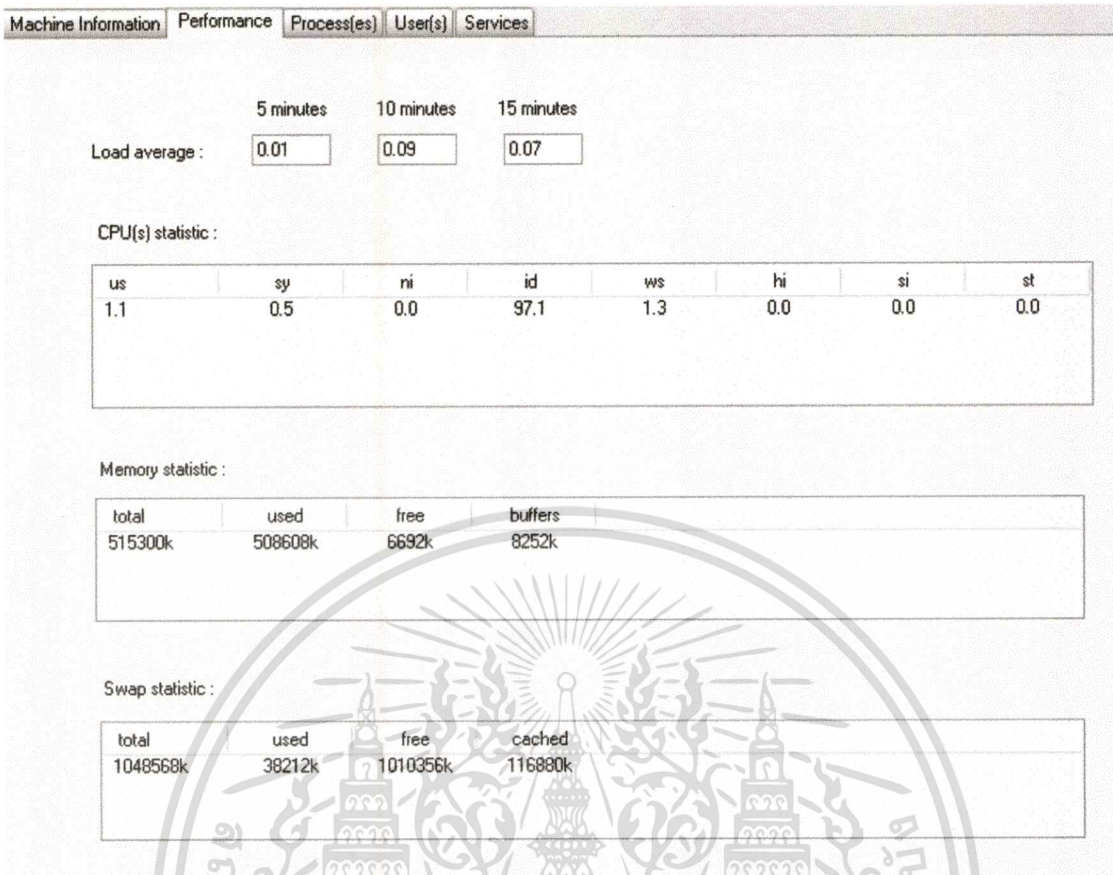 Machine Information Performance Process(es) User(s) Services
5 minutes 10 minutes 15 minutes
Load average : 0.01 0.09 0.07
CPU(s) statistic :
us sy ni id ws hi si st
1.1 0.5 0.0 97.1 1.3 0.0 0.0 0.0
Memory statistic :
total used free buffers
515300k 508608k 6692k 8252k
Swap statistic :
total used free cached
1048568k 38212k 1010356k 116880k